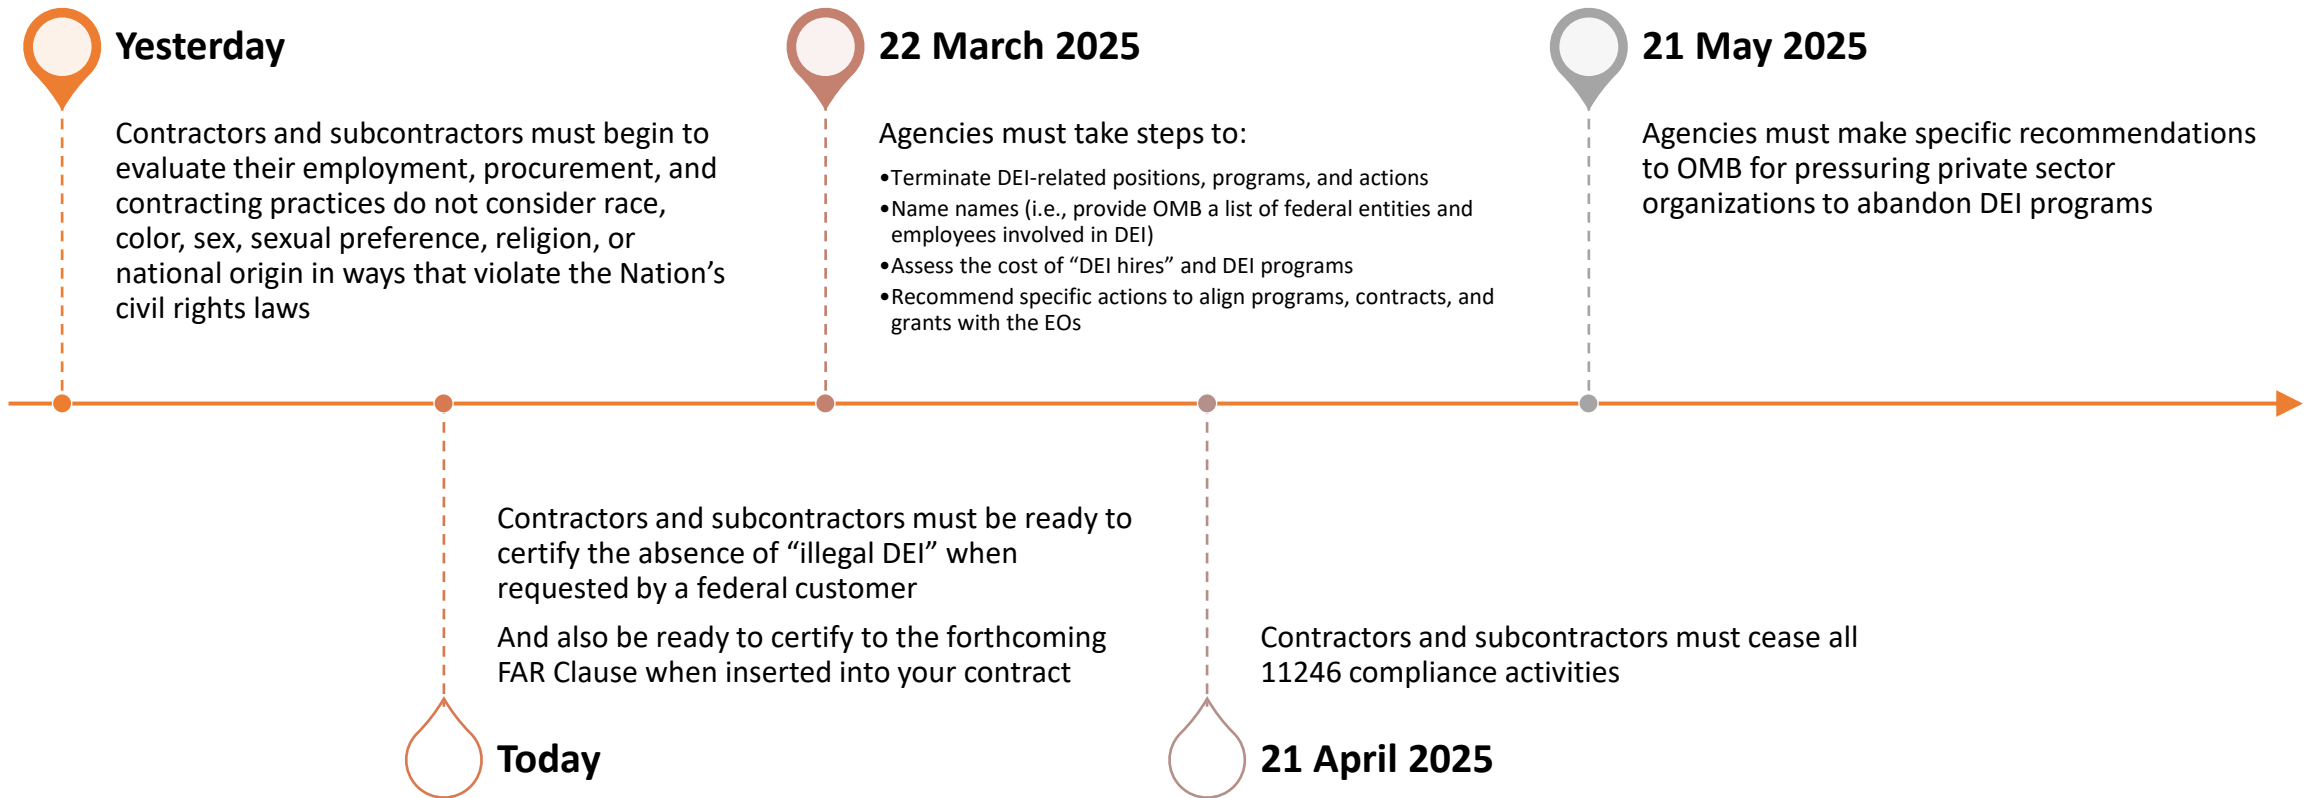 Yesterday
Contractors and subcontractors must begin to
evaluate their employment, procurement, and
contracting practices do not consider race,
color, sex, sexual preference, religion, or
national origin in ways that violate the Nation’s
civil rights laws
Contractors and subcontractors must be ready to
certify the absence of “illegal DEI” when
requested by a federal customer
And also be ready to certify to the forthcoming
FAR Clause when inserted into your contract
Today
22 March 2025
Agencies must take steps to:
•Terminate DEI-related positions, programs, and actions
•Name names (i.e., provide OMB a list of federal entities and
employees involved in DEI)
•Assess the cost of “DEI hires” and DEI programs
•Recommend specific actions to align programs, contracts, and
grants with the EOs
Contractors and subcontractors must cease all
11246 compliance activities
21 April 2025
21 May 2025
Agencies must make specific recommendations
to OMB for pressuring private sector
organizations to abandon DEI programs